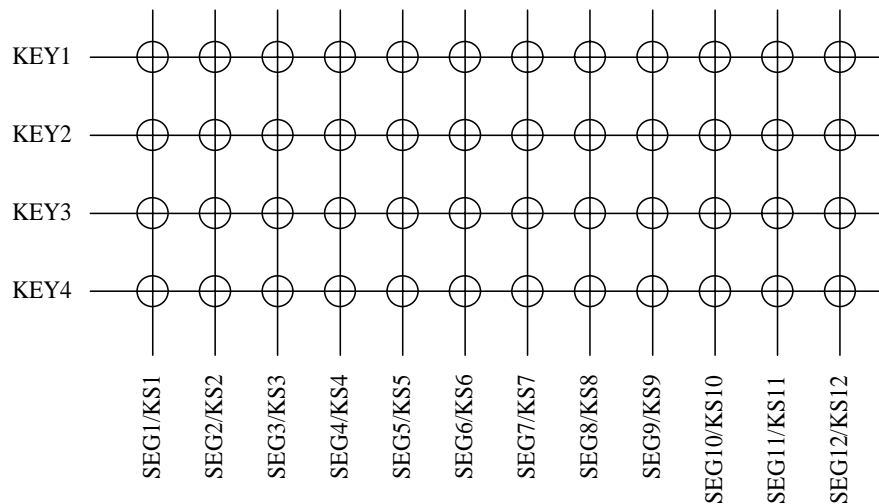 KEY1
KEY2
KEY3
KEY4
SEG1/KS1
SEG2/KS2
SEG3/KS3
SEG4/KS4
SEG5/KS5
SEG6/KS6
SEG7/KS7
SEG8/KS8
SEG9/KS9
SEG10/KS10
SEG11/KS11
SEG12/KS12